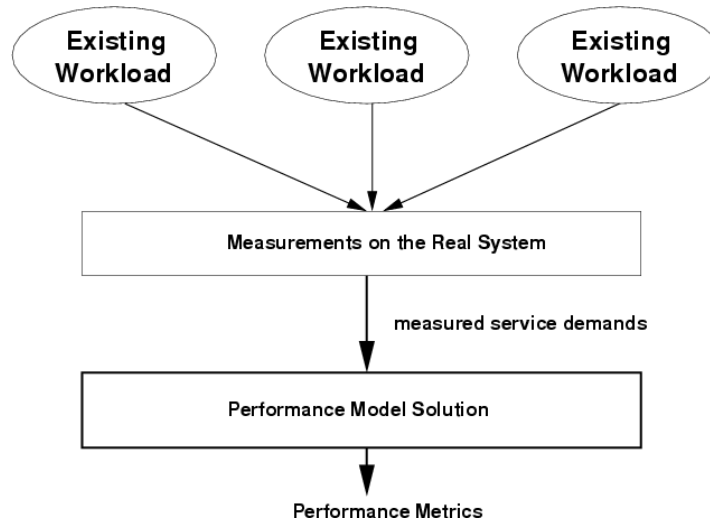 Existing
Workload
Existing
Workload
Existing
Workload
Measurements on the Real System
measured service demands
Performance Model Solution
Performance Metrics